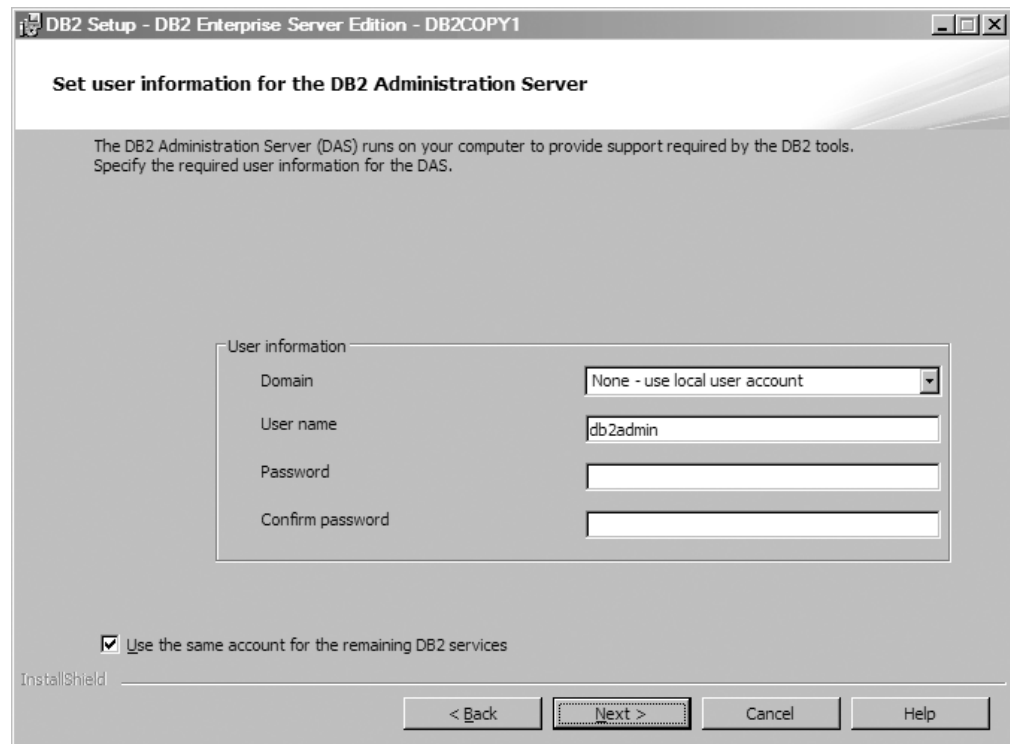 DB2 Setup - DB2 Enterprise Server Edition - DB2COPY1
Set user information for the DB2 Administration Server
The DB2 Administration Server (DAS) runs on your computer to provide support required by the DB2 tools.
Specify the required user information for the DAS.
User information
Domain
None - use local user account
User name
db2admin
Password
Confirm password
Use the same account for the remaining DB2 services
InstallShield
< Back
Next >
Cancel
Help